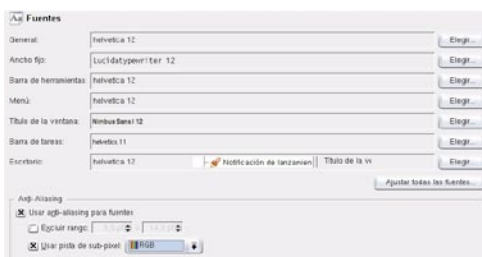 Fuentes
General: helvetica 12 Elegir...
Ancho fijo: Lucidatypewriter 12 Elegir...
Barra de herramientas: helvetica 12 Elegir...
Menú: helvetica 12 Elegir...
Título de la ventana: Nimbus Sans l 12 Elegir...
Barra de tareas: helvetica 11 Elegir...
Escritorio: helvetica 12 Notificación de lanzamien Título de la v Elegir...
Ajustar todas las fuentes...
Anti-Aliasing
Usar anti-aliasing para fuentes
Excluir rango:
Usar pista de sub-pixel: RGB